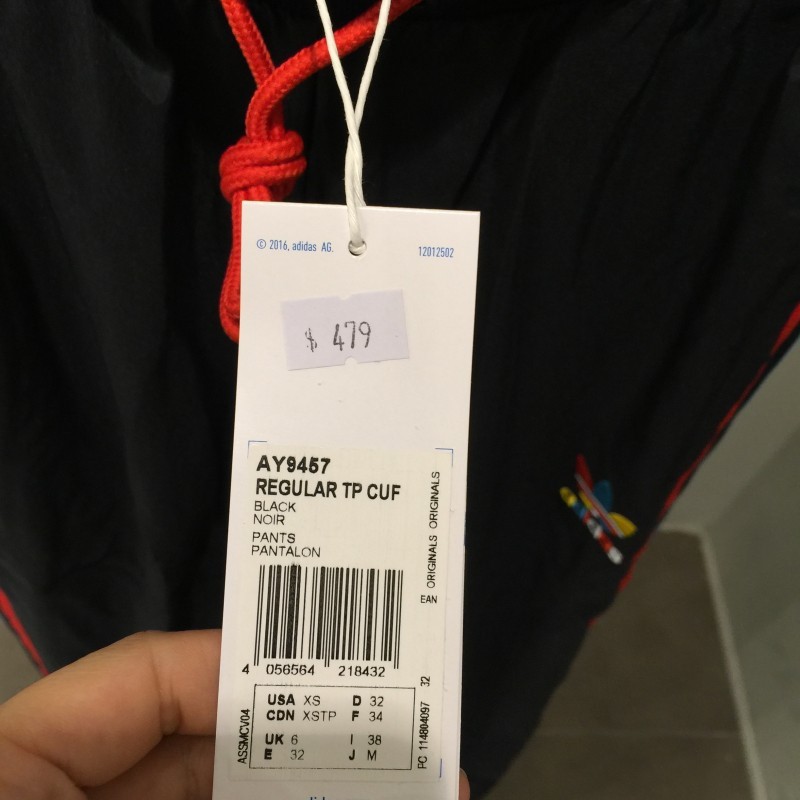 © 2016, adidas AG.
12012502
$ 479
AY9457
REGULAR TP CUF
BLACK
NOIR
PANTS
PANTALON
EAN ORIGINALS ORIGINALS
4 056564 218432
USA XS D 32
CDN XSTP F 34
UK 6 I 38
E 32 J M
ASSMCV04
PC 114804097 32